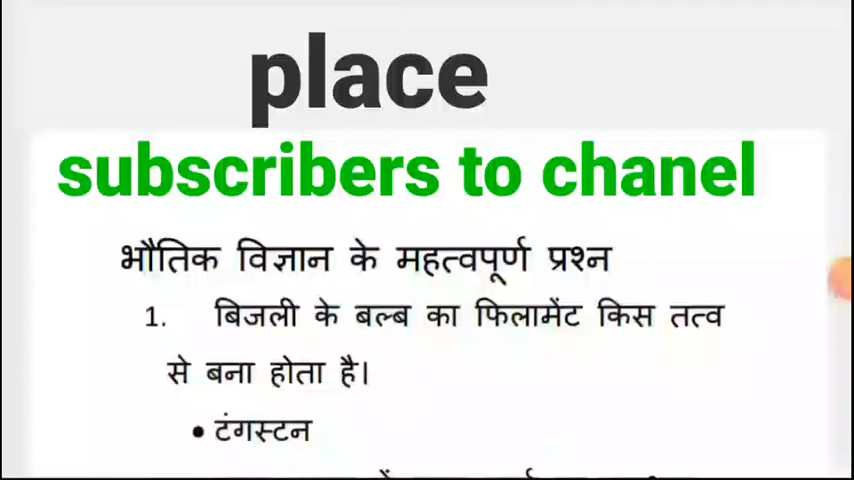 place
subscribers to chanel
भौतिक विज्ञान के महत्वपूर्ण प्रश्न
1. बिजली के बल्ब का फिलामेंट किस तत्व
से बना होता है।
• टंगस्टन